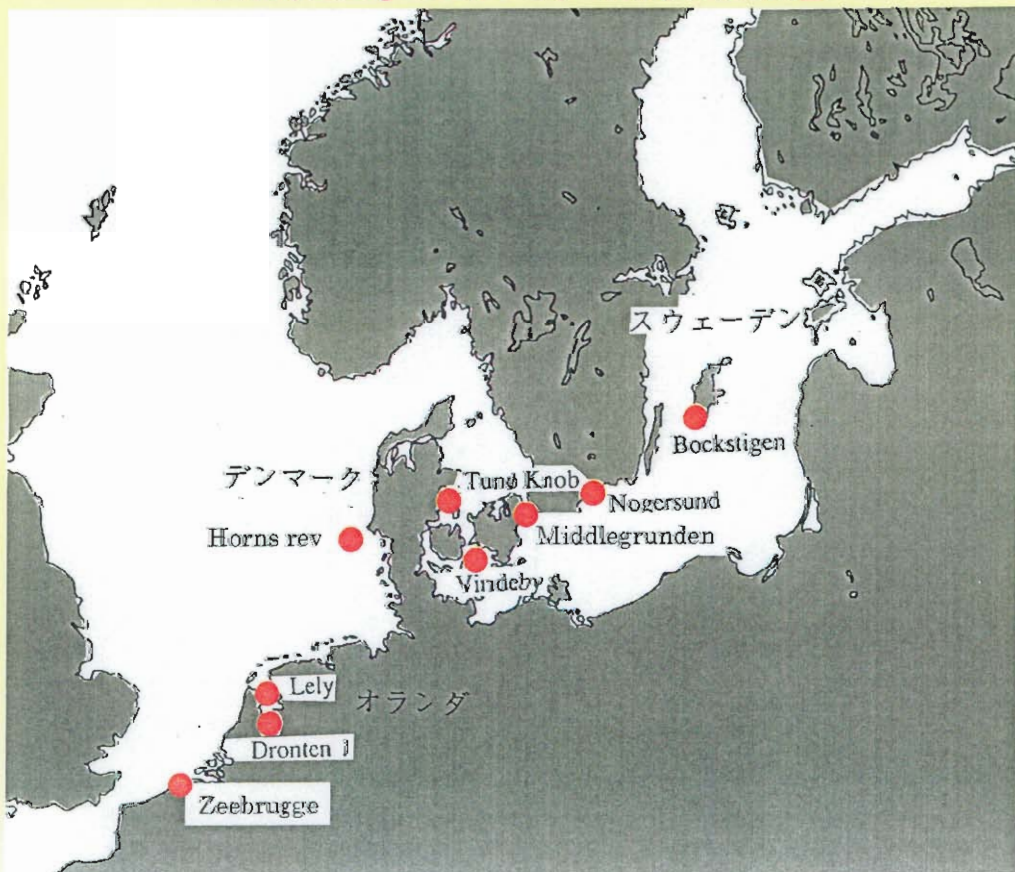 スウェーデン
Bockstigen
デンマーク
Tunø Knob
Nogersund
Horns rev
Middlegrunden
Vindeby
Lely
オランダ
Dronten 1
Zeebrugge